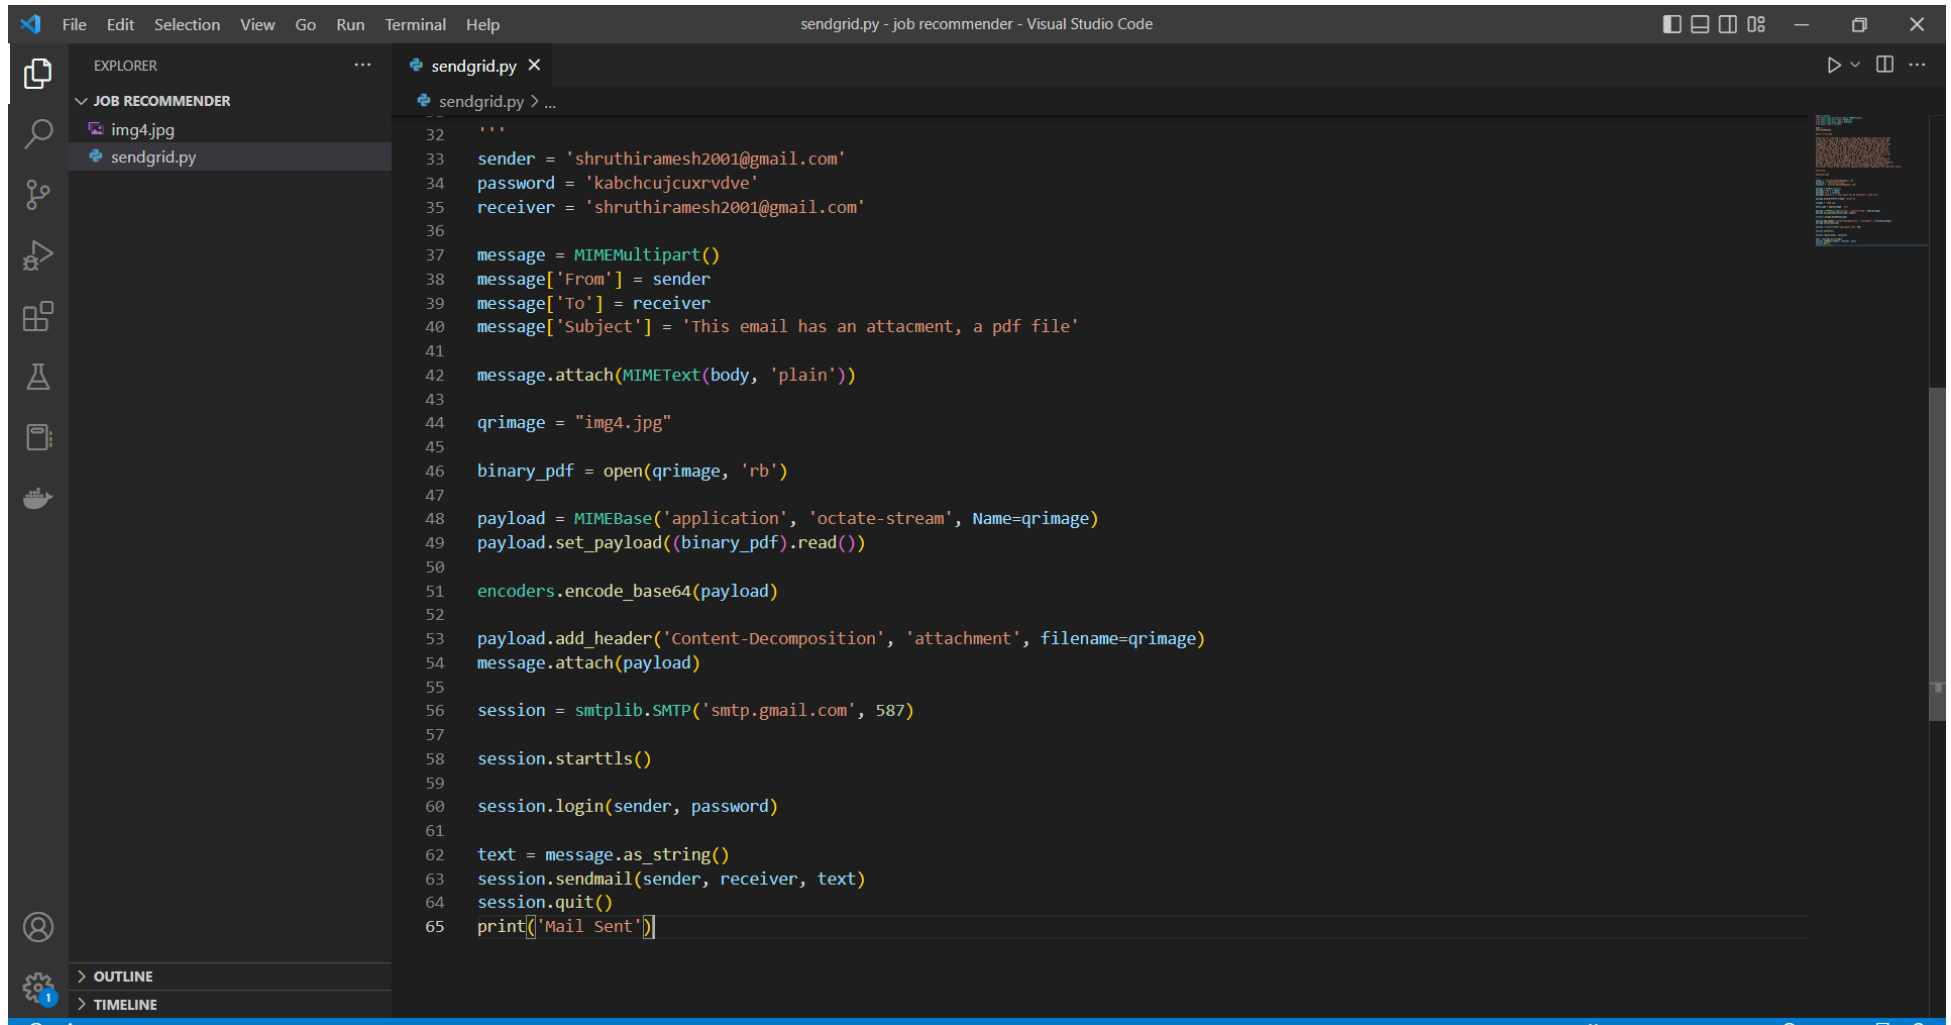 File Edit Selection View Go Run Terminal Help
sendgrid.py - job recommender - Visual Studio Code
EXPLORER ...
JOB RECOMMENDER
img4.jpg
sendgrid.py
OUTLINE
TIMELINE
1
sendgrid.py
sendgrid.py > ...
32 '''
33 sender = 'shruthiramesh2001@gmail.com'
34 password = 'kabchcujcuxrvdve'
35 receiver = 'shruthiramesh2001@gmail.com'
36
37 message = MIMEMultipart()
38 message['From'] = sender
39 message['To'] = receiver
40 message['Subject'] = 'This email has an attacment, a pdf file'
41
42 message.attach(MIMEText(body, 'plain'))
43
44 qrimage = "img4.jpg"
45
46 binary_pdf = open(qrimage, 'rb')
47
48 payload = MIMEBase('application', 'octate-stream', Name=qrimage)
49 payload.set_payload((binary_pdf).read())
50
51 encoders.encode_base64(payload)
52
53 payload.add_header('Content-Decomposition', 'attachment', filename=qrimage)
54 message.attach(payload)
55
56 session = smtplib.SMTP('smtp.gmail.com', 587)
57
58 session.starttls()
59
60 session.login(sender, password)
61
62 text = message.as_string()
63 session.sendmail(sender, receiver, text)
64 session.quit()
65 print('Mail Sent')